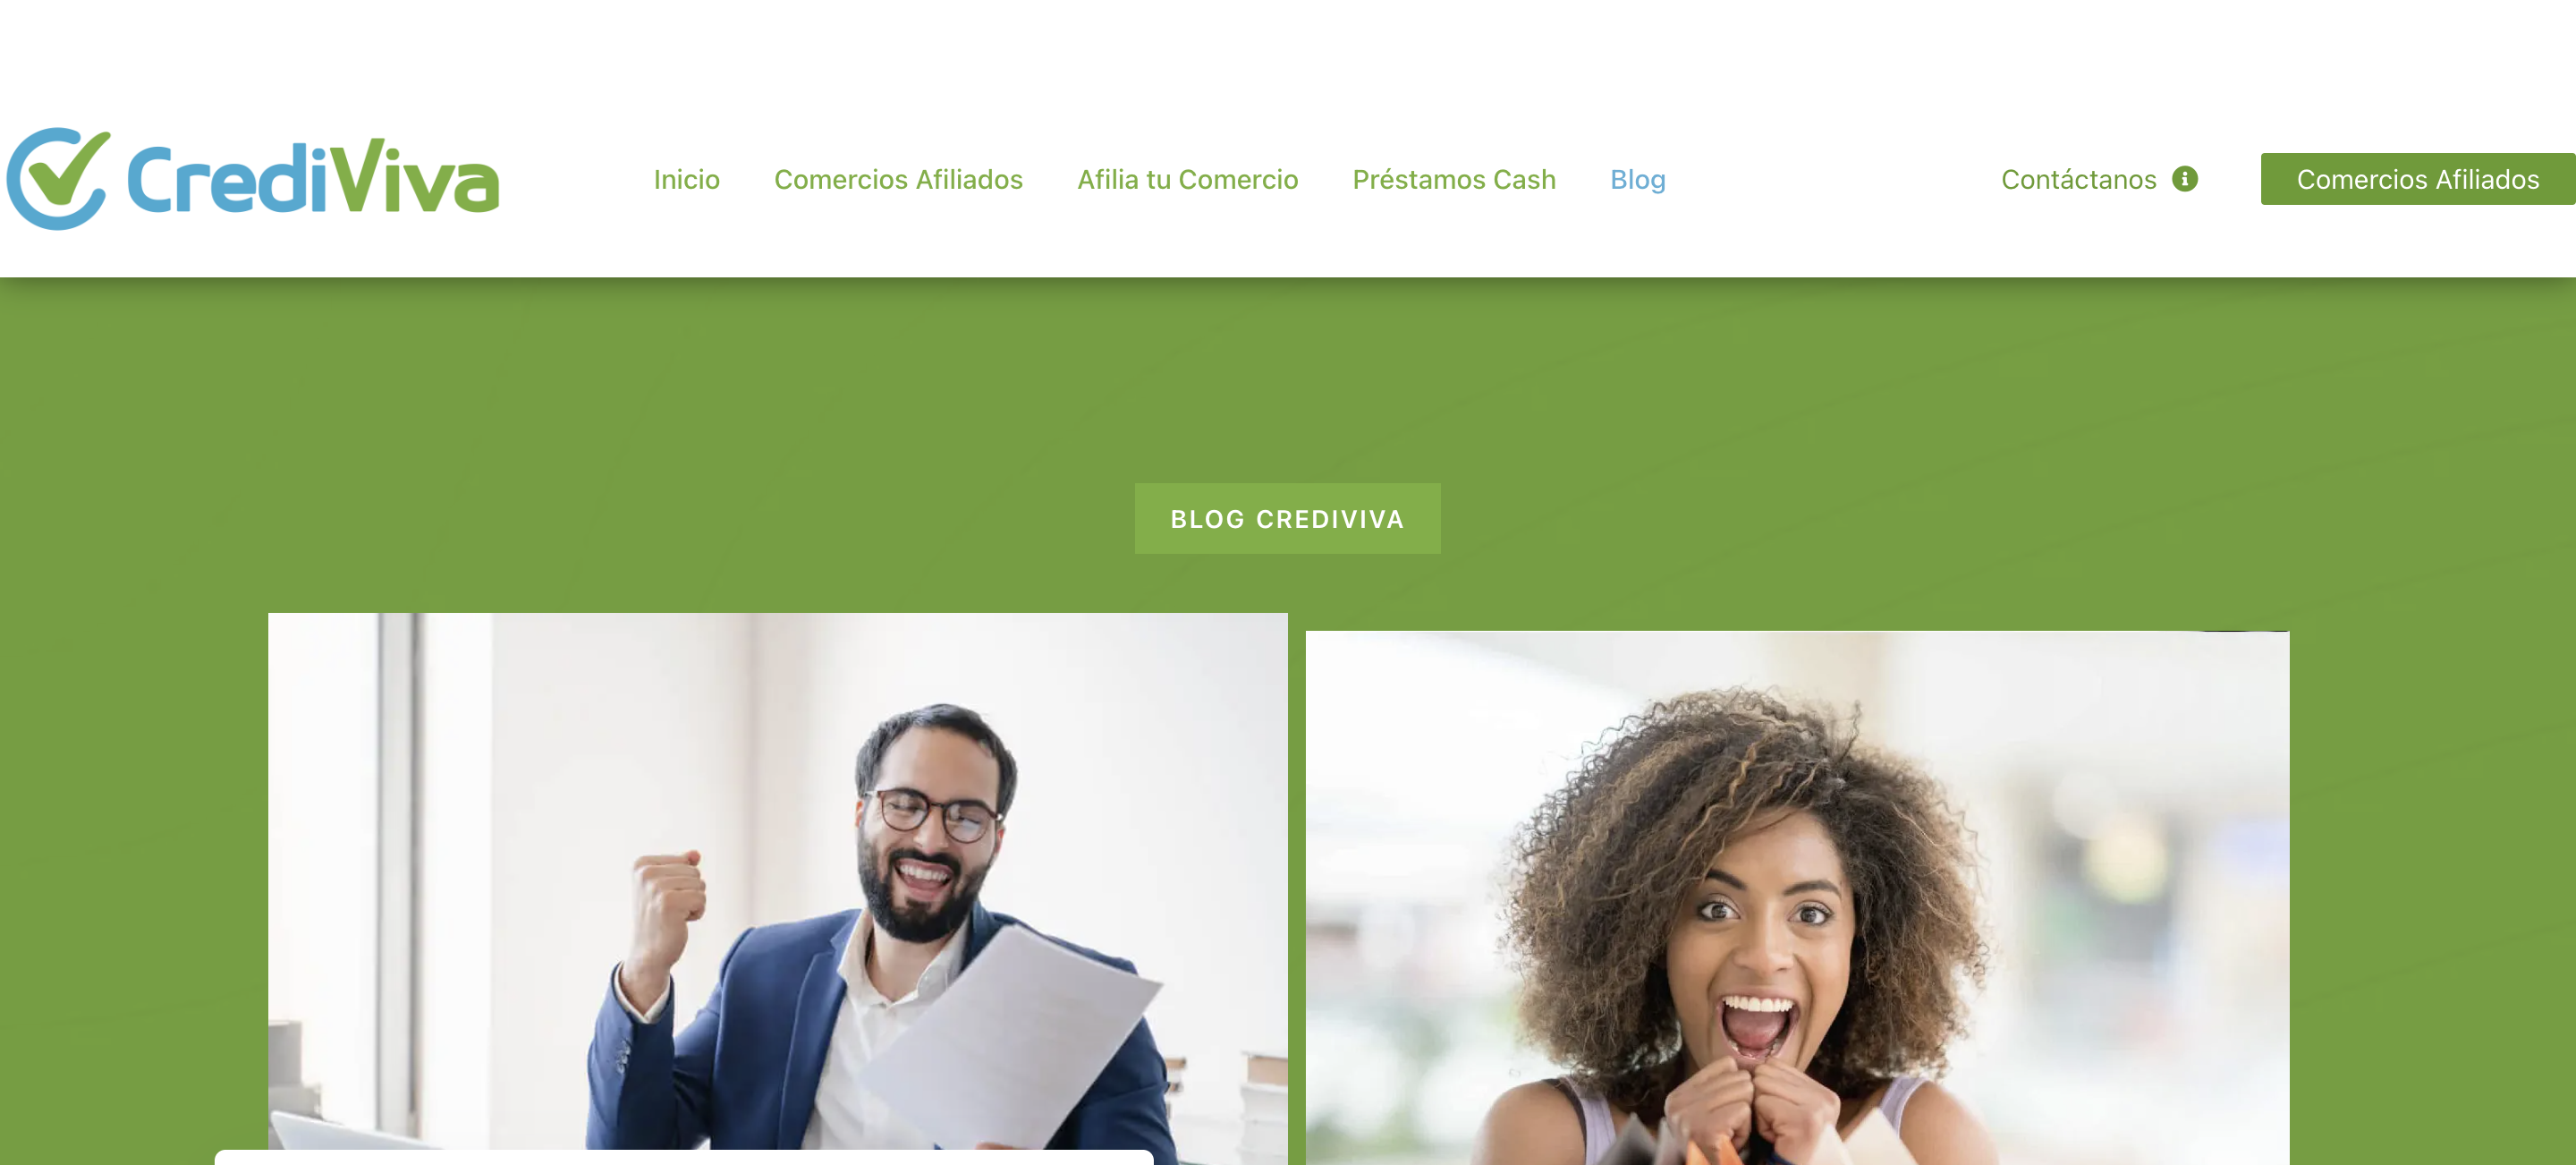 CrediViva
Inicio Comercios Afiliados Afilia tu Comercio Préstamos Cash Blog Contáctanos Comercios Afiliados
BLOG CREDIVIVA